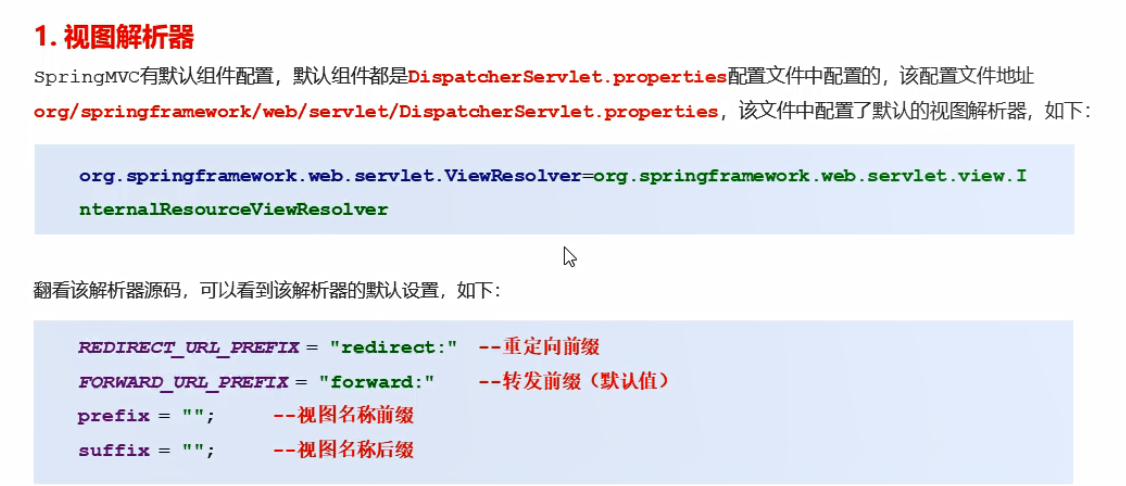 1. 视图解析器
SpringMVC有默认组件配置，默认组件都是DispatcherServlet.properties配置文件中配置的，该配置文件地址
org/springframework/web/servlet/DispatcherServlet.properties，该文件中配置了默认的视图解析器，如下：
org.springframework.web.servlet.ViewResolver=org.springframework.web.servlet.view.I
nternalResourceViewResolver
翻看该解析器源码，可以看到该解析器的默认设置，如下：
REDIRECT_URL_PREFIX = "redirect:" --重定向前缀
FORWARD_URL_PREFIX = "forward:" --转发前缀（默认值）
prefix = ""; --视图名称前缀
suffix = ""; --视图名称后缀